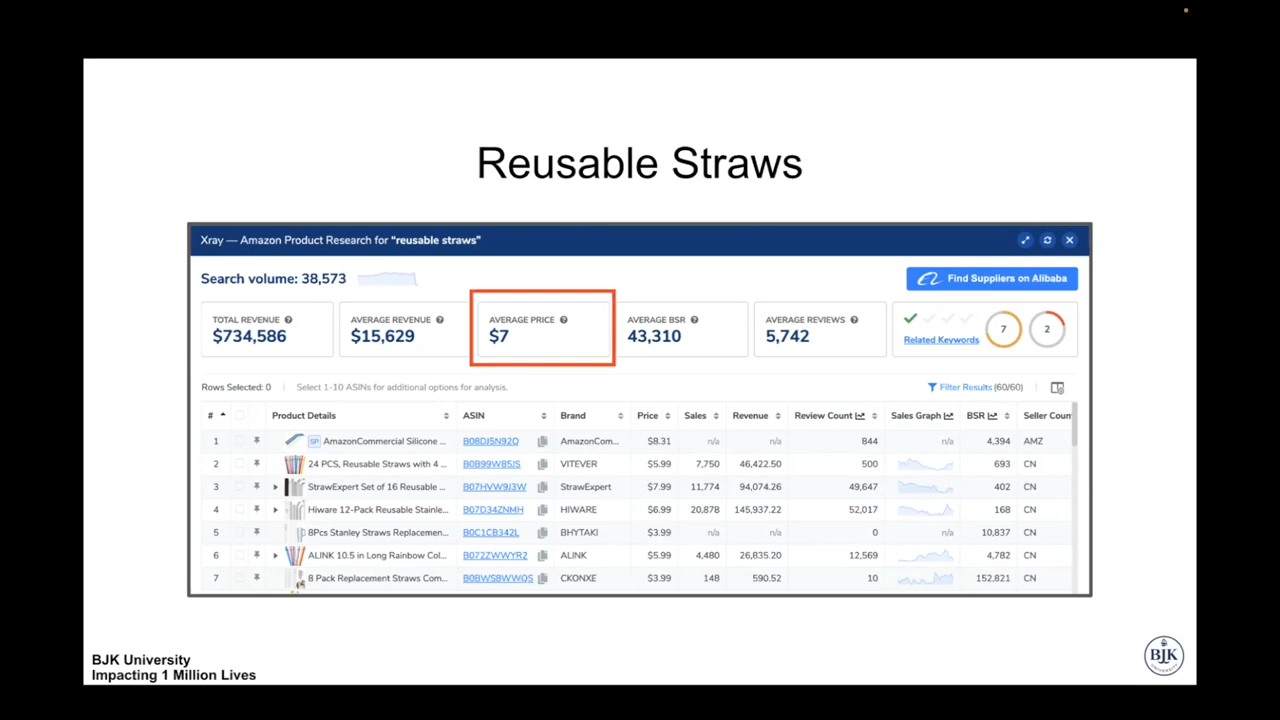 Reusable Straws
Xray — Amazon Product Research for “reusable straws”
Search volume: 38,573
Find Suppliers on Alibaba
TOTAL REVENUE AVERAGE REVENUE AVERAGE PRICE AVERAGE BSR AVERAGE REVIEWS
$734,586 $15,629 $7 43,310 5,742
Related Keywords 7 2
Rows Selected: 0 Select 1-10 ASINs for additional options for analysis. Filter Results (60/60)
# Product Details ASIN Brand Price Sales Revenue Review Count Sales Graph BSR Seller Coun
1 SP AmazonCommercial Silicone ... B08DJ5N92Q AmazonCom... $8.31 n/a n/a 844 n/a 4,394 AMZ
2 24 PCS, Reusable Straws with 4 ... B0B99W85JS VITEVER $5.99 7,750 46,422.50 500 693 CN
3 StrawExpert Set of 16 Reusable ... B07HVW9J3W StrawExpert $7.99 11,774 94,074.26 49,647 402 CN
4 Hiware 12-Pack Reusable Stainle... B07D34ZNMH HIWARE $6.99 20,878 145,937.22 52,017 168 CN
5 8Pcs Stanley Straws Replacemen... B0C1CB342L BHYTAKI $3.99 n/a n/a 0 n/a 10,837 CN
6 ALINK 10.5 in Long Rainbow Col... B072ZWWYR2 ALINK $5.99 4,480 26,835.20 12,569 4,782 CN
7 8 Pack Replacement Straws Com... B0BWS8WWQS CKONXE $3.99 148 590.52 10 152,821 CN
BJK University
Impacting 1 Million Lives
BJK
UNIVERSITY